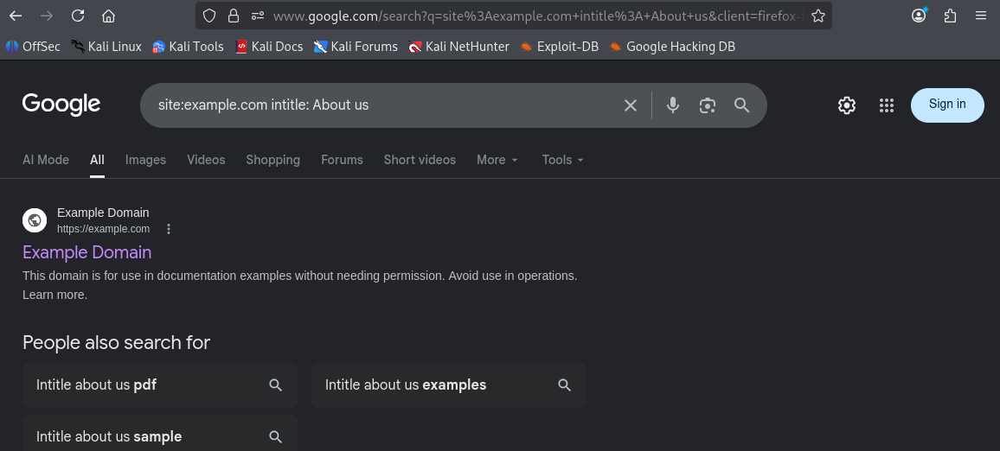 www.google.com/search?q=site%3Aexample.com+intitle%3A+About+us&client=firefox-
OffSec Kali Linux Kali Tools Kali Docs Kali Forums Kali NetHunter Exploit-DB Google Hacking DB
Google site:example.com intitle: About us Sign in
AI Mode All Images Videos Shopping Forums Short videos More Tools
Example Domain
https://example.com
Example Domain
This domain is for use in documentation examples without needing permission. Avoid use in operations.
Learn more.
People also search for
Intitle about us pdf Intitle about us examples
Intitle about us sample